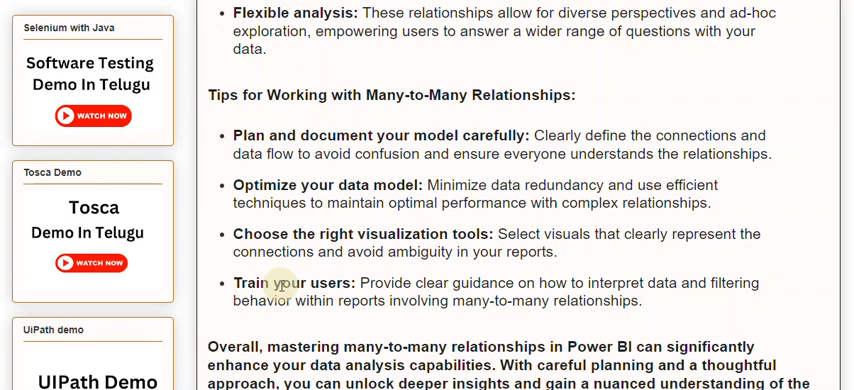 Selenium with Java
Software Testing
Demo In Telugu
WATCH NOW
Tosca Demo
Tosca
Demo In Telugu
WATCH NOW
UiPath demo
UIPath Demo
• Flexible analysis: These relationships allow for diverse perspectives and ad-hoc
exploration, empowering users to answer a wider range of questions with your
data.
Tips for Working with Many-to-Many Relationships:
• Plan and document your model carefully: Clearly define the connections and
data flow to avoid confusion and ensure everyone understands the relationships.
• Optimize your data model: Minimize data redundancy and use efficient
techniques to maintain optimal performance with complex relationships.
• Choose the right visualization tools: Select visuals that clearly represent the
connections and avoid ambiguity in your reports.
• Train your users: Provide clear guidance on how to interpret data and filtering
behavior within reports involving many-to-many relationships.
Overall, mastering many-to-many relationships in Power BI can significantly
enhance your data analysis capabilities. With careful planning and a thoughtful
approach, you can unlock deeper insights and gain a nuanced understanding of the